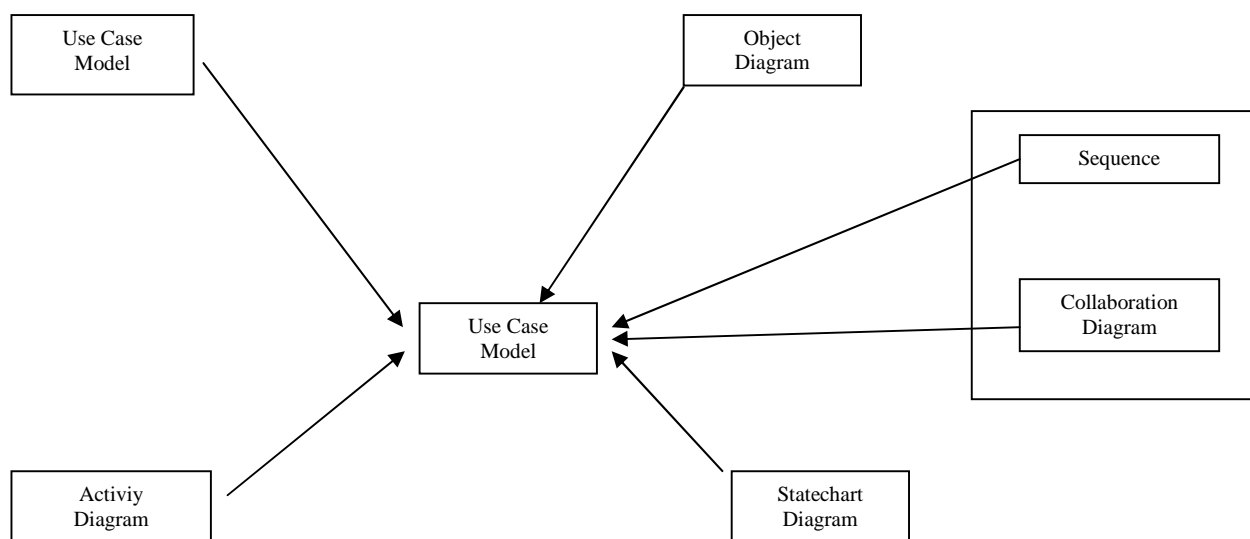 Use Case
Model
Object
Diagram
Sequence
Collaboration
Diagram
Use Case
Model
Activiy
Diagram
Statechart
Diagram